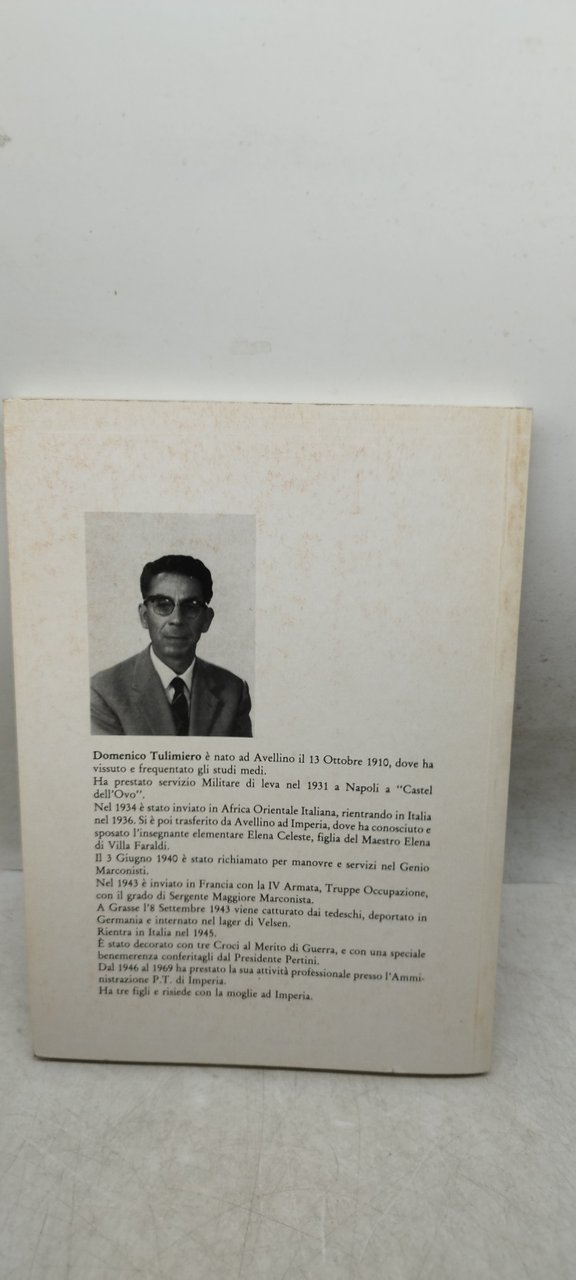 Domenico Tulimiero è nato ad Avellino il 13 Ottobre 1910, dove ha
vissuto e frequentato gli studi medi.
Ha prestato servizio Militare di leva nel 1931 a Napoli a "Castel
dell'Ovo".
Nel 1934 è stato inviato in Africa Orientale Italiana, rientrando in Italia
nel 1936. Si è poi trasferito da Avellino ad Imperia, dove ha conosciuto e
sposato l'insegnante elementare Elena Celeste, figlia del Maestro Elena
di Villa Faraldi.
Il 3 Giugno 1940 è stato richiamato per manovre e servizi nel Genio
Marconisti.
Nel 1943 è inviato in Francia con la IV Armata, Truppe Occupazione,
con il grado di Sergente Maggiore Marconista.
A Grasse l'8 Settembre 1943 viene catturato dai tedeschi, deportato in
Germania e internato nel lager di Velsen.
Rientra in Italia nel 1945.
È stato decorato con tre Croci al Merito di Guerra, e con una speciale
benemerenza conferitagli dal Presidente Pertini.
Dal 1946 al 1969 ha prestato la sua attività professionale presso l'Ammi-
nistrazione P.T. di Imperia.
Ha tre figli e risiede con la moglie ad Imperia.